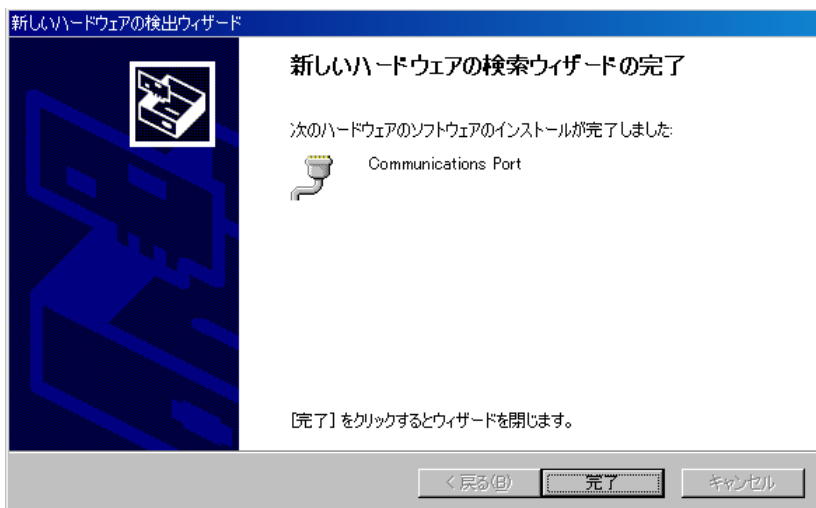 新しいハードウェアの検出ウィザード
新しいハードウェアの検索ウィザードの完了
次のハードウェアのソフトウェアのインストールが完了しました:
Communications Port
[完了] をクリックするとウィザードを閉じます。
< 戻る(B)
完了
キャンセル